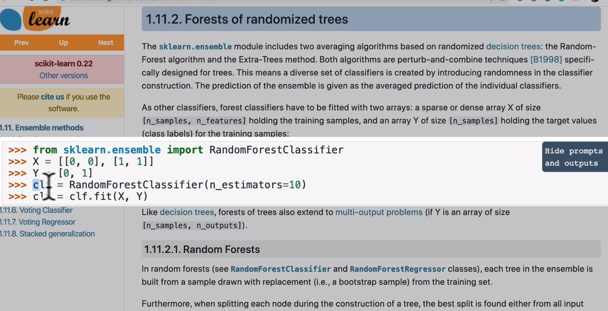 scikit
learn
Prev Up Next
scikit-learn 0.22
Other versions
Please cite us if you use the
software.
1.11. Ensemble methods
1.11.6. Voting Classifier
1.11.7. Voting Regressor
1.11.8. Stacked generalization
1.11.2. Forests of randomized trees
The sklearn.ensemble module includes two averaging algorithms based on randomized decision trees: the Random-
Forest algorithm and the Extra-Trees method. Both algorithms are perturb-and-combine techniques [B1998] specifi-
cally designed for trees. This means a diverse set of classifiers is created by introducing randomness in the classifier
construction. The prediction of the ensemble is given as the averaged prediction of the individual classifiers.
As other classifiers, forest classifiers have to be fitted with two arrays: a sparse or dense array X of size
[n_samples, n_features] holding the training samples, and an array Y of size [n_samples] holding the target values
(class labels) for the training samples:
>>> from sklearn.ensemble import RandomForestClassifier
>>> X = [[0, 0], [1, 1]]
>>> Y = [0, 1]
>>> clf = RandomForestClassifier(n_estimators=10)
>>> clf = clf.fit(X, Y)
Hide prompts
and outputs
Like decision trees, forests of trees also extend to multi-output problems (if Y is an array of size
[n_samples, n_outputs]).
1.11.2.1. Random Forests
In random forests (see RandomForestClassifier and RandomForestRegressor classes), each tree in the ensemble is
built from a sample drawn with replacement (i.e., a bootstrap sample) from the training set.
Furthermore, when splitting each node during the construction of a tree, the best split is found either from all input